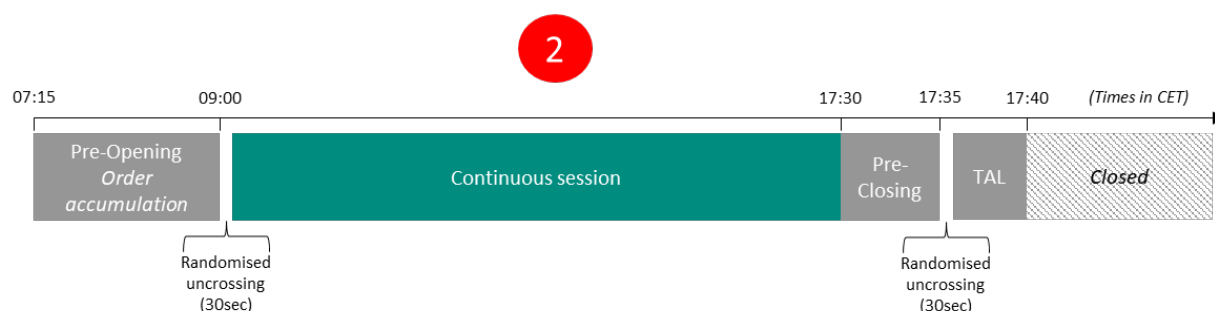 2
07:15
09:00
17:30
17:35
17:40
(Times in CET)
Pre-Opening
Order
accumulation
Continuous session
Pre-
Closing
TAL
Closed
Randomised
uncrossing
(30sec)
Randomised
uncrossing
(30sec)